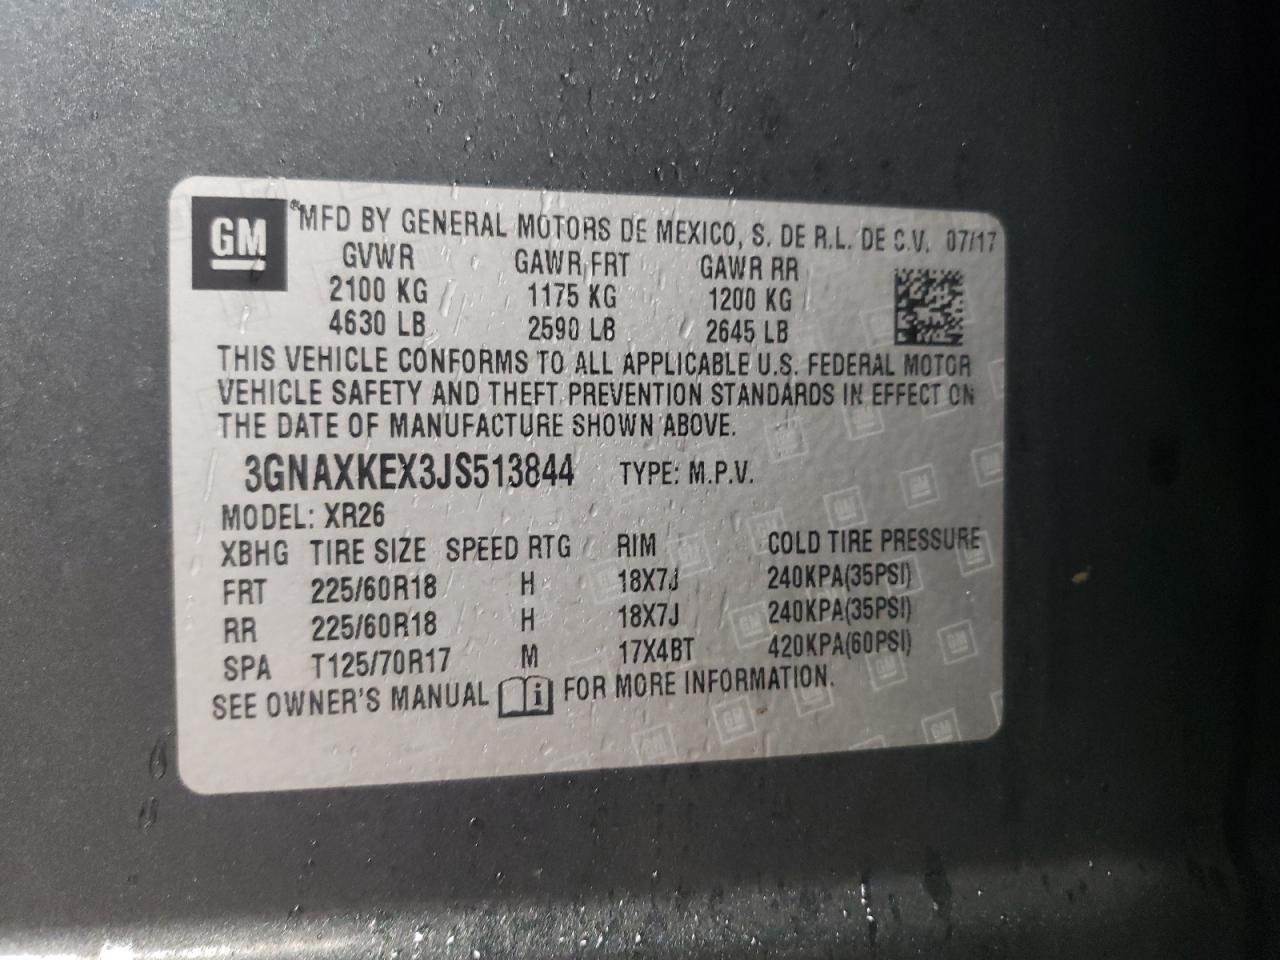 GM ® MFD BY GENERAL MOTORS DE MEXICO, S. DE R.L. DE C.V. 07/17
GVWR GAWR FRT GAWR RR
2100 KG 1175 KG 1200 KG
4630 LB 2590 LB 2645 LB
THIS VEHICLE CONFORMS TO ALL APPLICABLE U.S. FEDERAL MOTOR
VEHICLE SAFETY AND THEFT PREVENTION STANDARDS IN EFFECT ON
THE DATE OF MANUFACTURE SHOWN ABOVE.
3GNAXKEX3JS513844 TYPE: M.P.V.
MODEL: XR26
XBHG TIRE SIZE SPEED RTG RIM COLD TIRE PRESSURE
FRT 225/60R18 H 18X7J 240KPA(35PSI)
RR 225/60R18 H 18X7J 240KPA(35PSI)
SPA T125/70R17 M 17X4BT 420KPA(60PSI)
SEE OWNER'S MANUAL i FOR MORE INFORMATION.